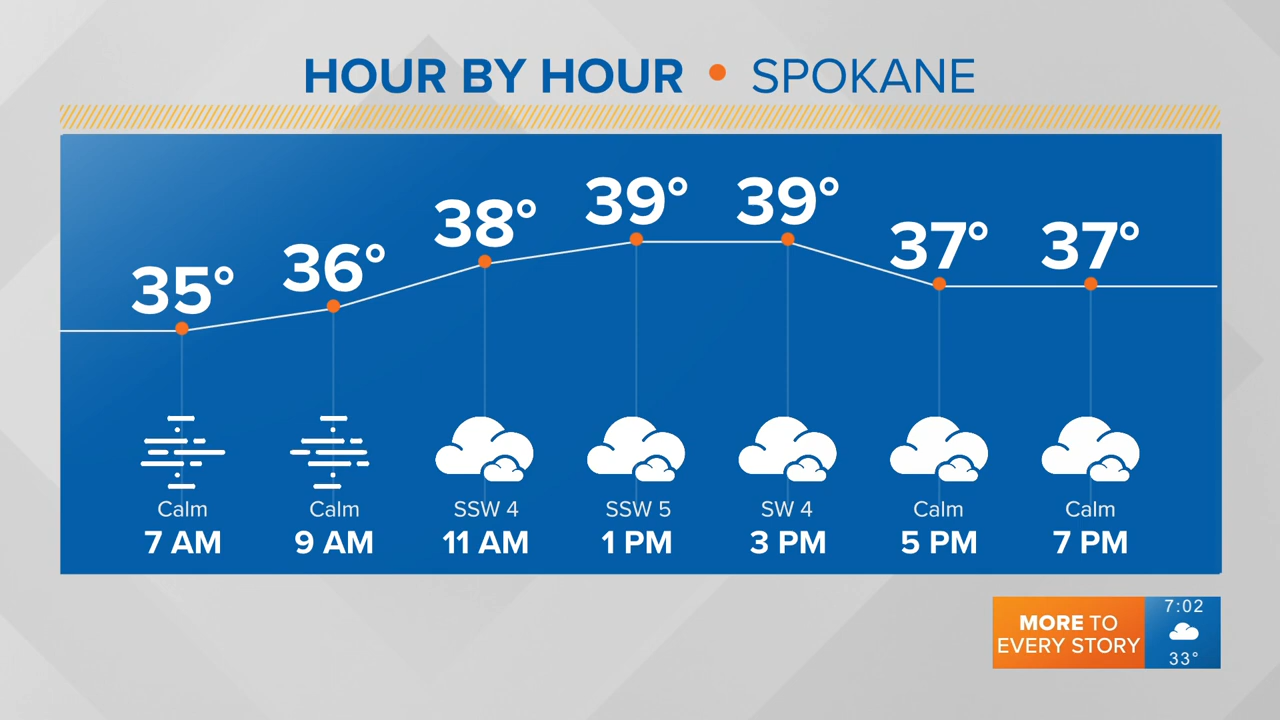 HOUR BY HOUR • SPOKANE
35° 36° 38° 39° 39° 37° 37°
Calm Calm SSW 4 SSW 5 SW 4 Calm Calm
7 AM 9 AM 11 AM 1 PM 3 PM 5 PM 7 PM
MORE TO
EVERY STORY
7:02
33°